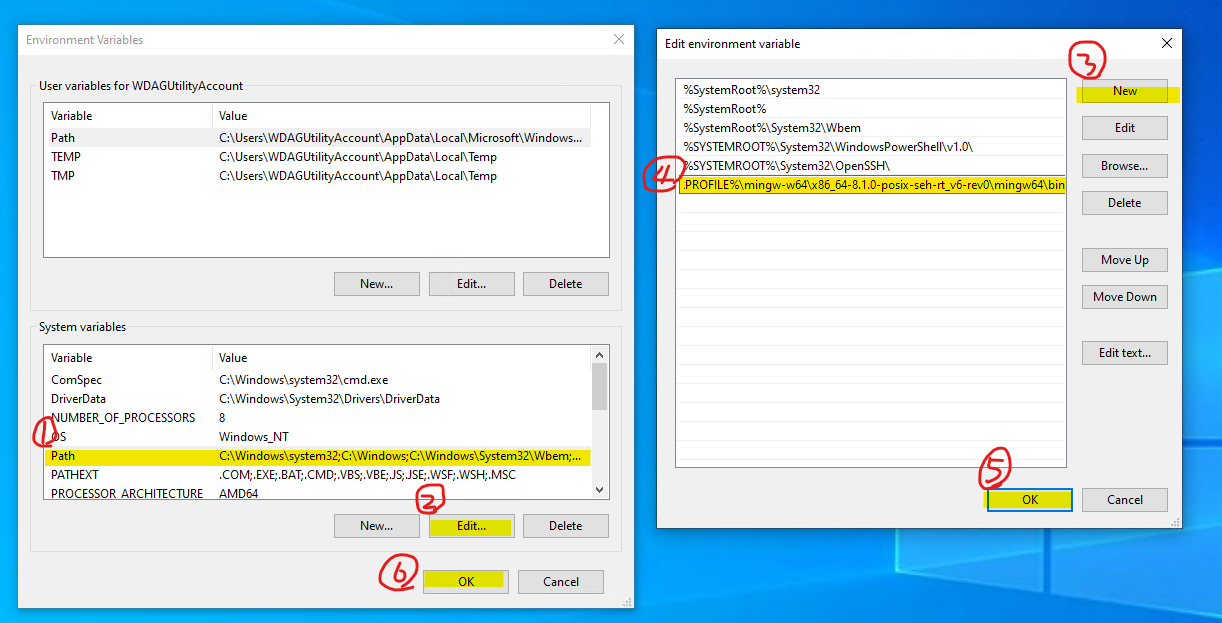 Environment Variables
User variables for WDAGUtilityAccount
Variable Value
Path C:\Users\WDAGUtilityAccount\AppData\Local\Microsoft\Windows...
TEMP C:\Users\WDAGUtilityAccount\AppData\Local\Temp
TMP C:\Users\WDAGUtilityAccount\AppData\Local\Temp
New... Edit... Delete
System variables
Variable Value
ComSpec C:\Windows\system32\cmd.exe
DriverData C:\Windows\System32\Drivers\DriverData
NUMBER_OF_PROCESSORS 8
1
OS Windows_NT
Path C:\Windows\system32;C:\Windows;C:\Windows\System32\Wbem;...
PATHEXT .COM;.EXE;.BAT;.CMD;.VBS;.VBE;.JS;.JSE;.WSF;.WSH;.MSC
PROCESSOR_ARCHITECTURE AMD64
2
New... Edit... Delete
6
OK Cancel
Edit environment variable
3
%SystemRoot%\system32
%SystemRoot%
%SystemRoot%\System32\Wbem
%SYSTEMROOT%\System32\WindowsPowerShell\v1.0\
%SYSTEMROOT%\System32\OpenSSH\
4
PROFILE%\mingw-w64\x86_64-8.1.0-posix-seh-rt_v6-rev0\mingw64\bin
New
Edit
Browse...
Delete
Move Up
Move Down
Edit text...
5
OK Cancel